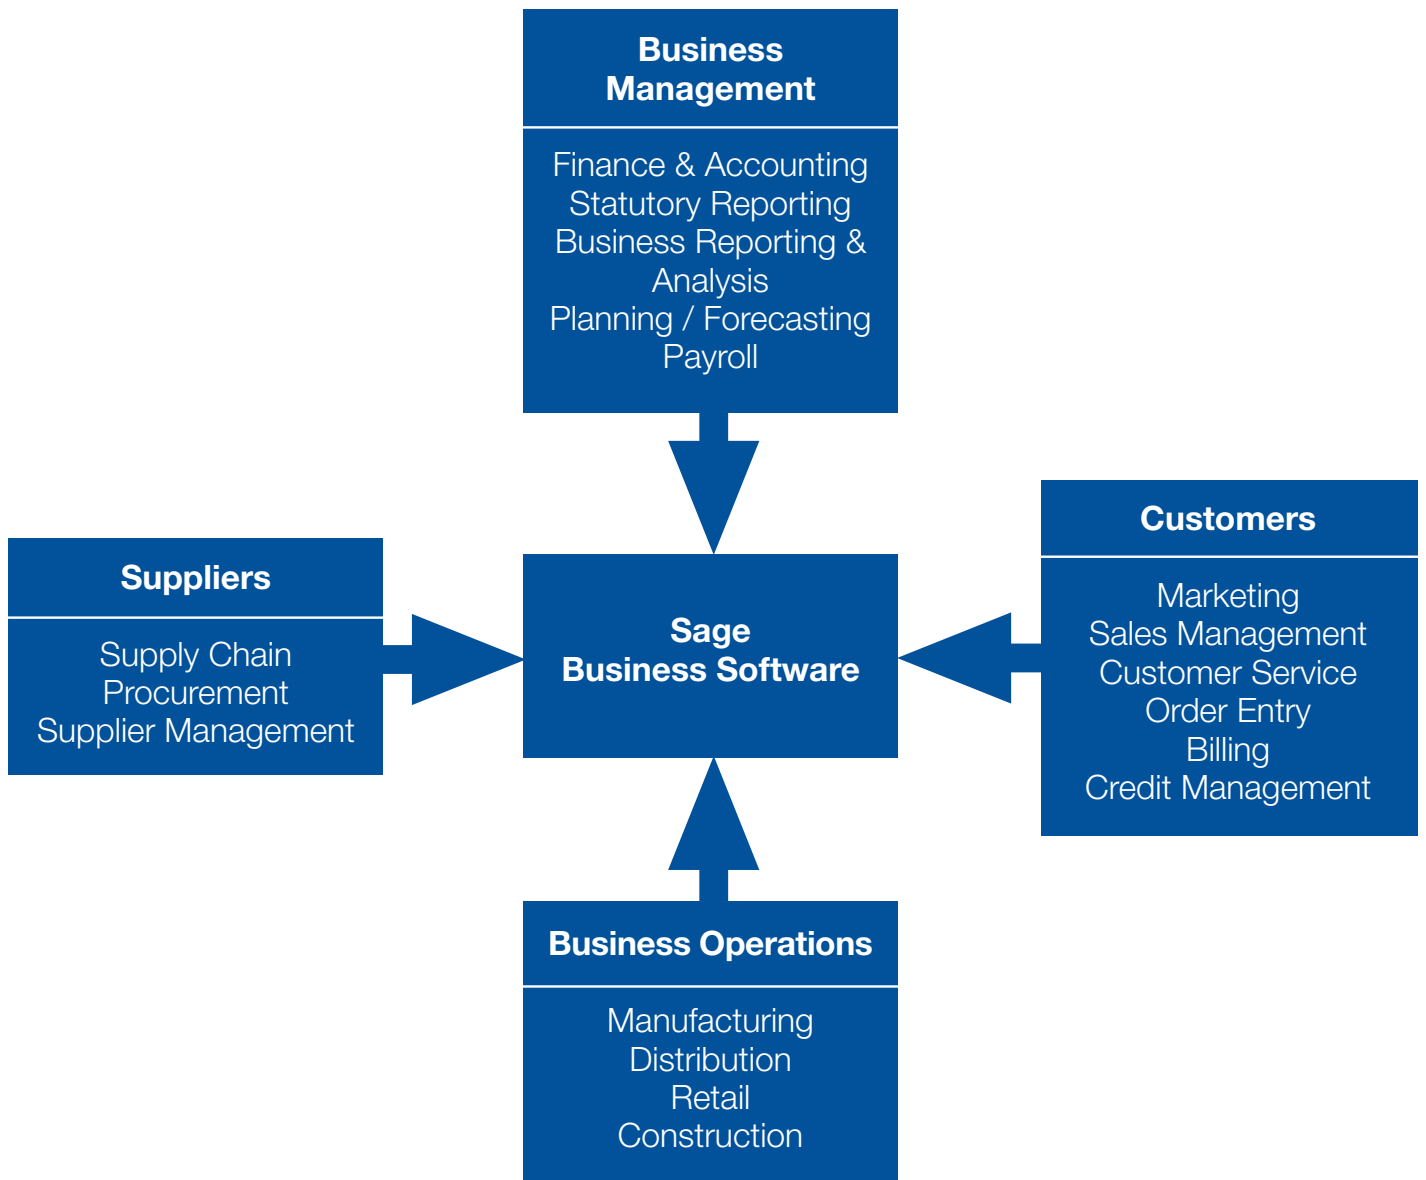 Business
Management
Finance & Accounting
Statutory Reporting
Business Reporting &
Analysis
Planning / Forecasting
Payroll
Suppliers
Supply Chain
Procurement
Supplier Management
Sage
Business Software
Customers
Marketing
Sales Management
Customer Service
Order Entry
Billing
Credit Management
Business Operations
Manufacturing
Distribution
Retail
Construction